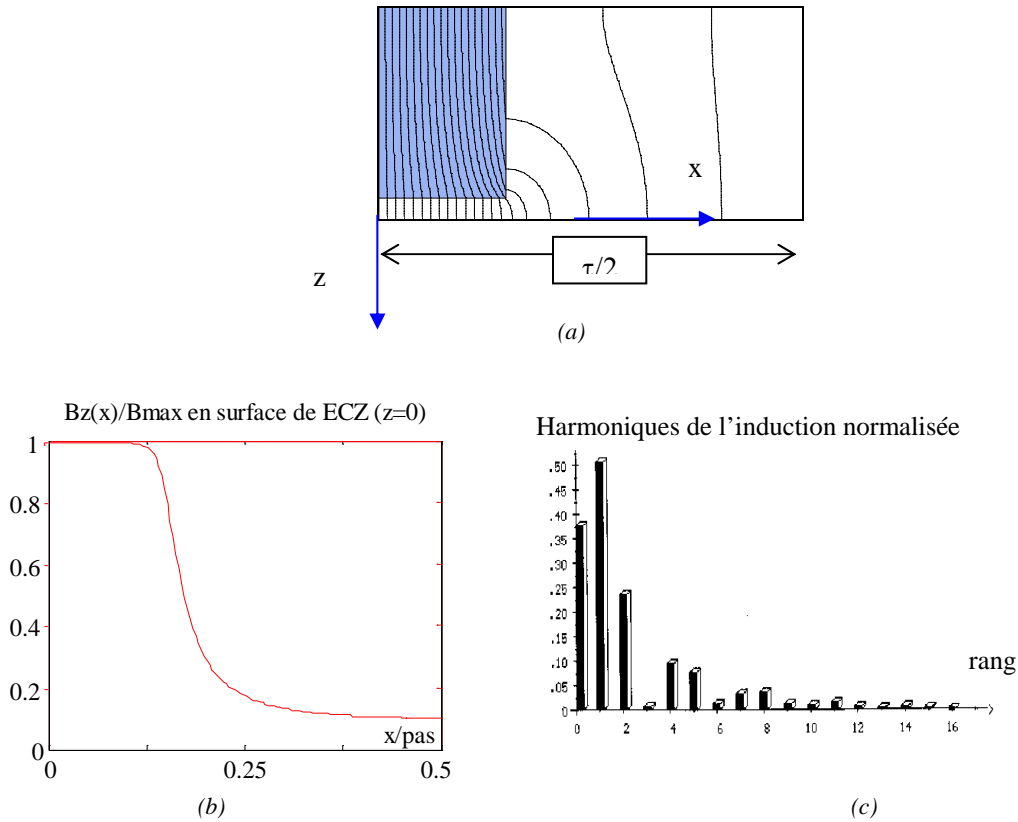 x
τ/2
z
(a)
Bz(x)/Bmax en surface de ECZ (z=0)
1
0.8
0.6
0.4
0.2
0
x/pas
0
0.25
0.5
(b)
Harmoniques de l’induction normalisée
.50
.45
.40
.35
.30
.25
.20
.15
.10
.05
0
rang
0 2 4 6 8 10 12 14 16
(c)